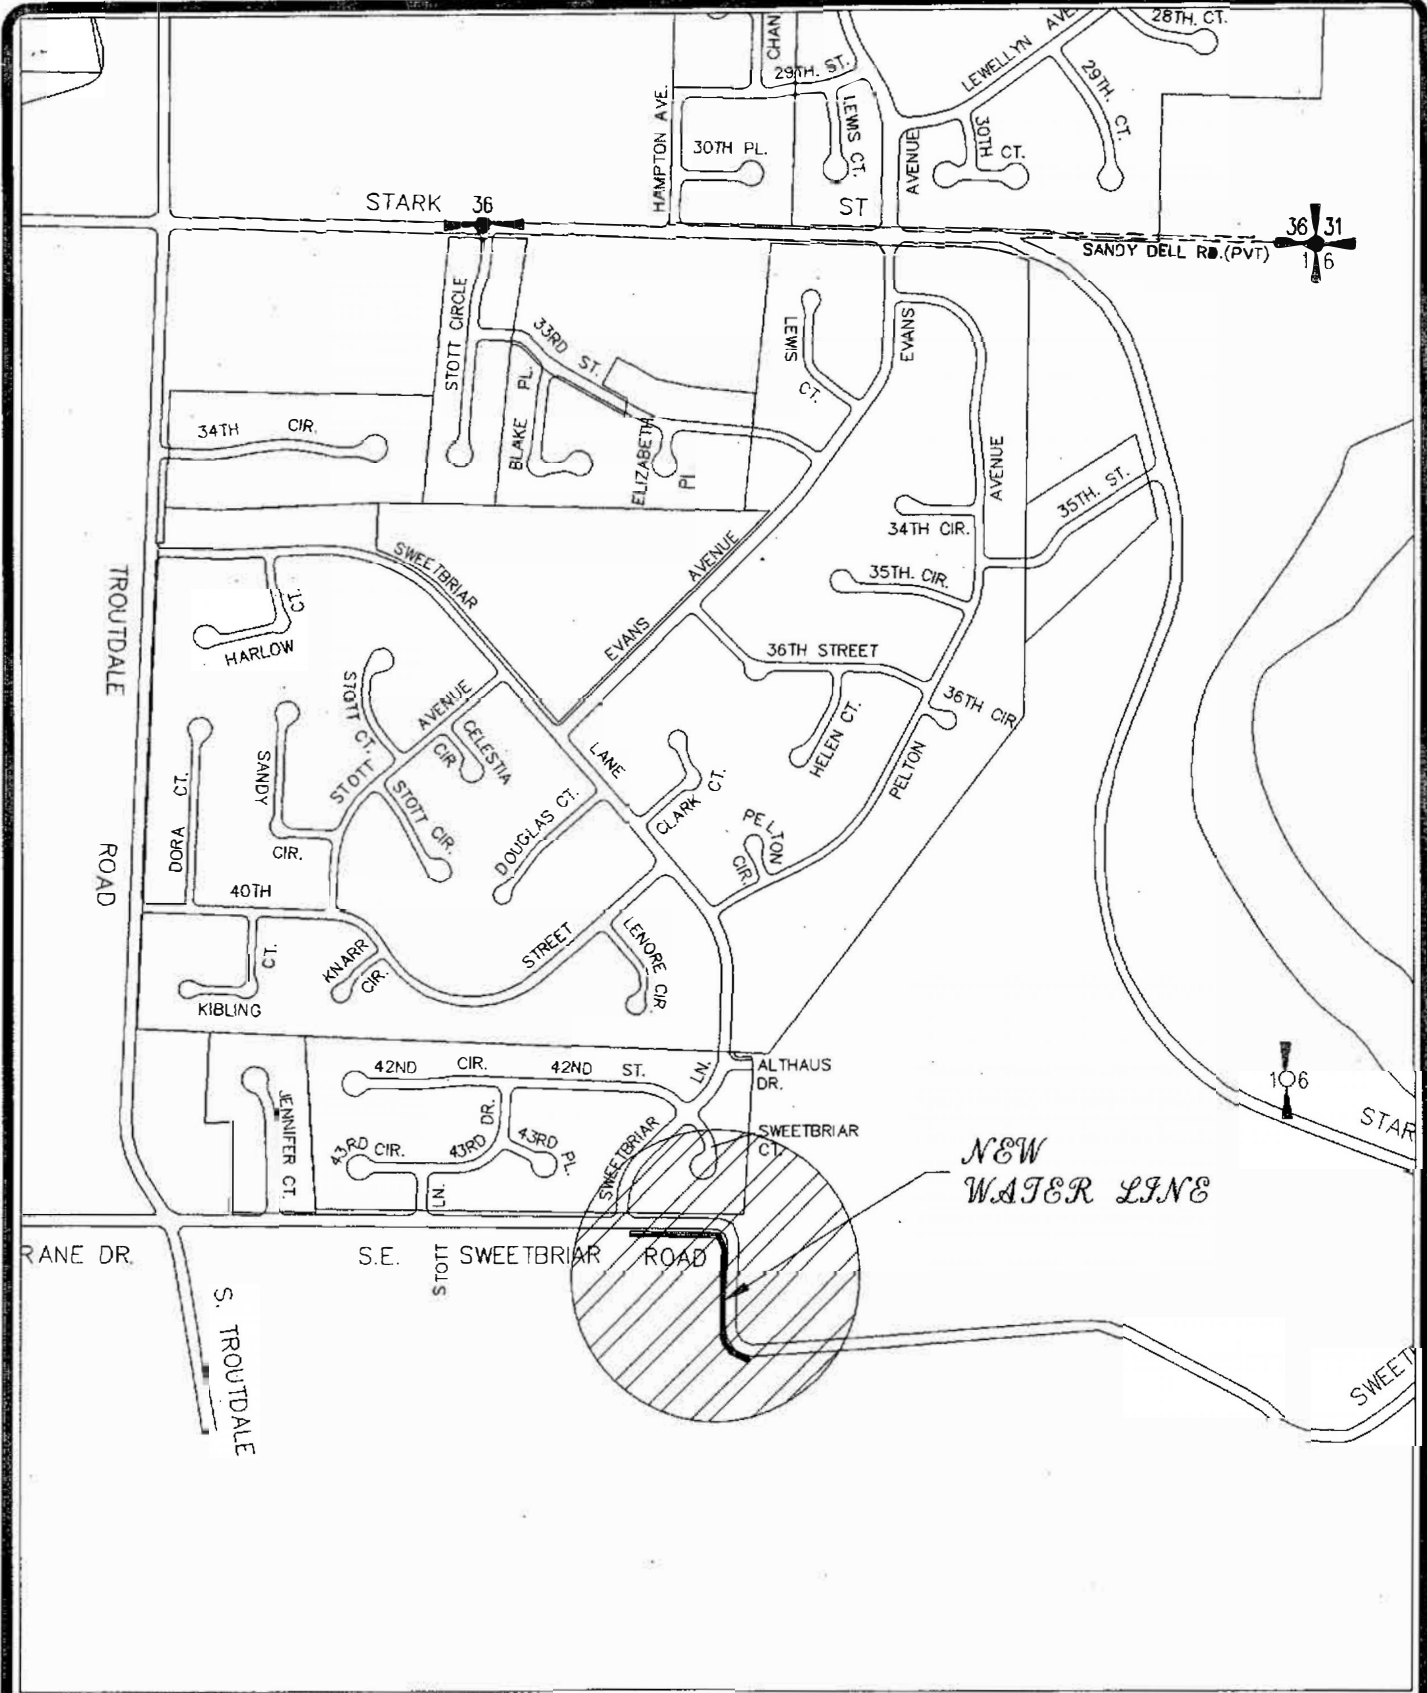 28TH. CT.
CHAN
LEWELLYN AVE.
29TH. ST.
29TH. CT.
HAMPTON AVE.
LEWIS CT.
30TH PL.
AVENUE
30TH CT.
STARK 36
ST
36 31
1 6
SANDY DELL RD.(PVT)
STOTT CIRCLE
33RD ST.
LEWIS CT.
EVANS
BLAKE PL.
34TH CIR.
ELIZABETH Pl
AVENUE
35TH. ST.
34TH CIR.
SWEETBRIAR
AVENUE
35TH. CIR.
TROUTDALE
HARLOW CT.
EVANS
36TH STREET
STOTT CT.
AVENUE
36TH CIR.
CELESTIA CIR
HELEN CT.
LANE
SANDY CIR.
STOTT
PELTON
DORA CT.
STOTT CIR.
DOUGLAS CT.
CLARK CT.
PELTON CIR.
ROAD
40TH
KNARR CIR.
STREET
LENORE CIR
KIBLING CT.
42ND CIR.
42ND ST.
LN.
ALTHAUS DR.
1 6
JENNIFER CT.
DR.
STAR
43RD CIR.
43RD
43RD PL.
SWEETBRIAR
SWEETBRIAR CT.
NEW
WATER LINE
LN.
RANE DR.
S.E.
STOTT
SWEETBRIAR
ROAD
S. TROUTDALE
SWEET